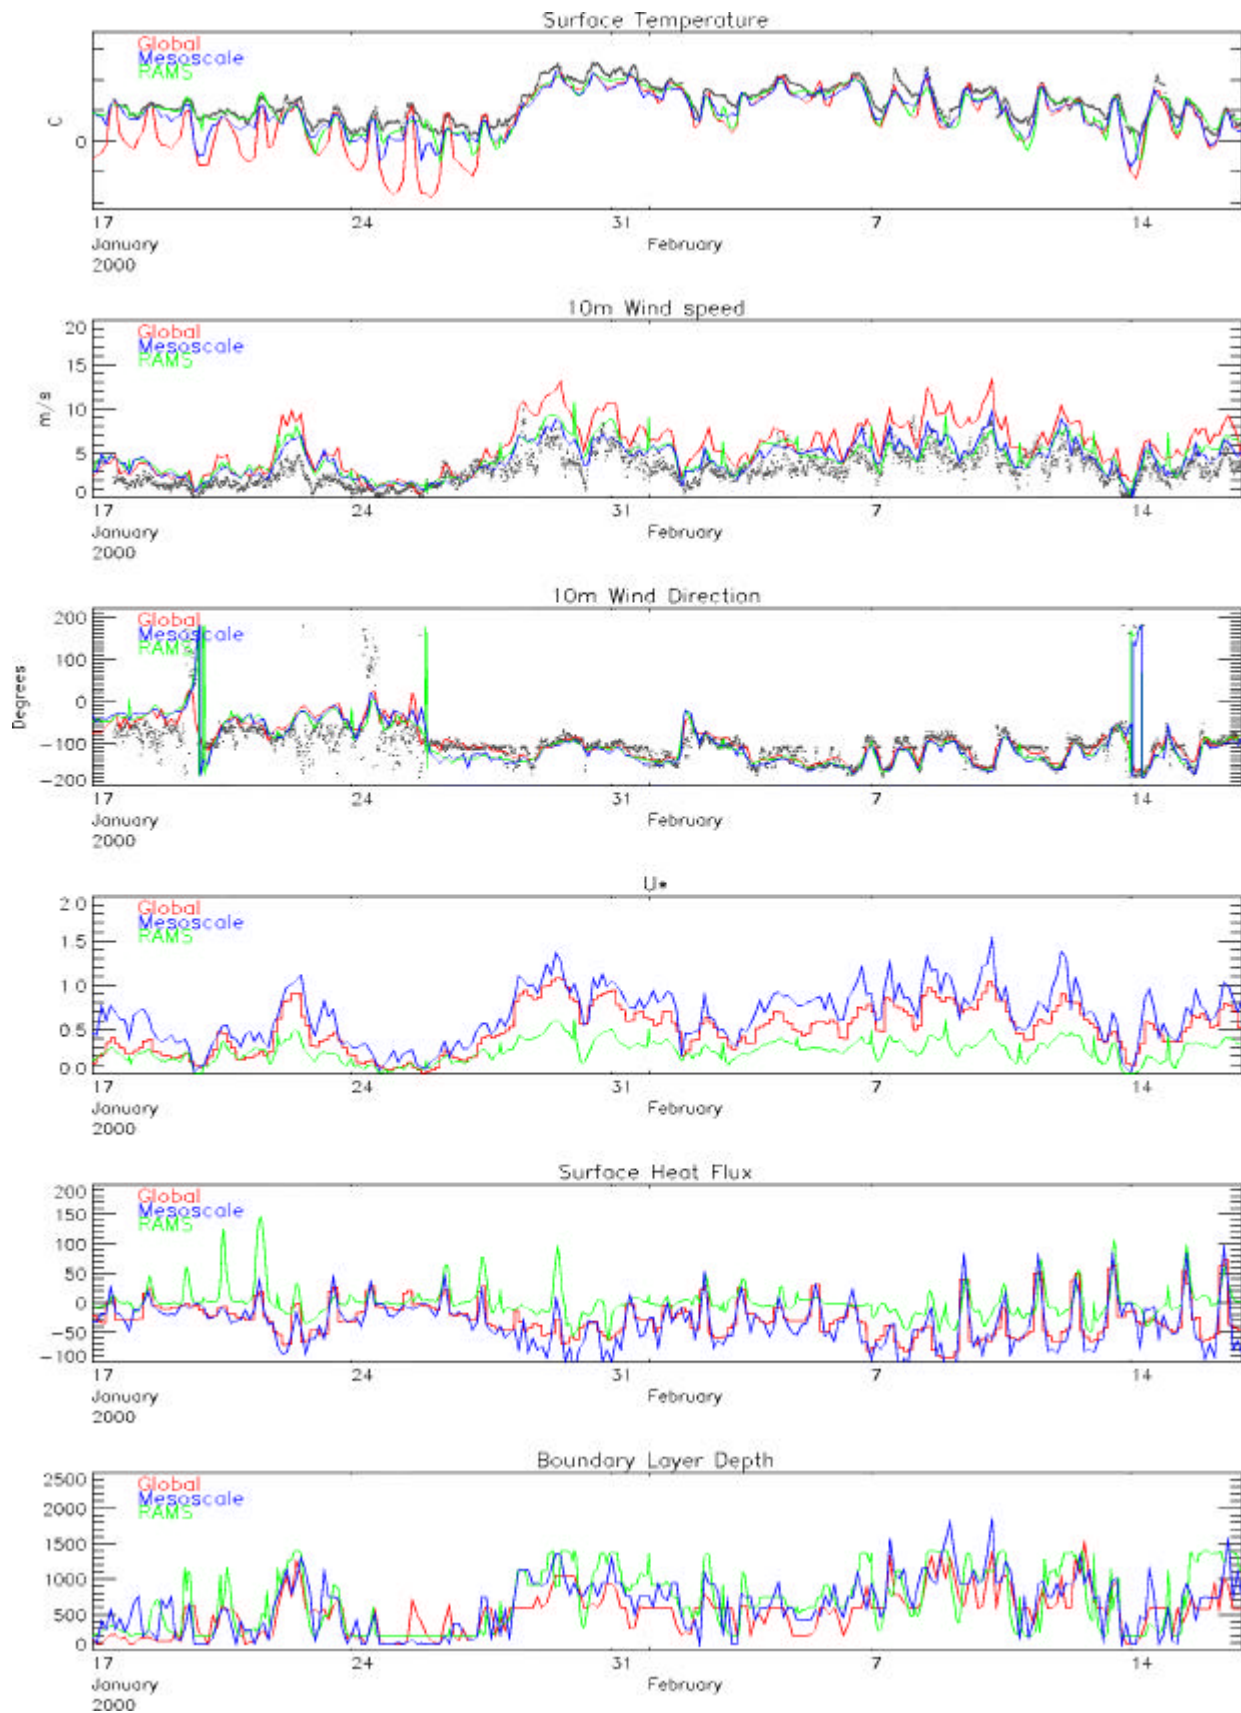 Surface Temperature
Global
Mesoscale
RAMS
C
0
17 24 31 7 14
January February
2000
10m Wind speed
20
Global
Mesoscale
RAMS
15
m/s
10
5
0
17 24 31 7 14
January February
2000
10m Wind Direction
200
Global
Mesoscale
RAMS
100
Degrees
0
-100
-200
17 24 31 7 14
January February
2000
U*
2.0
Global
Mesoscale
RAMS
1.5
1.0
0.5
0.0
17 24 31 7 14
January February
2000
Surface Heat Flux
200
Global
Mesoscale
RAMS
150
100
50
0
-50
-100
17 24 31 7 14
January February
2000
Boundary Layer Depth
2500
Global
Mesoscale
RAMS
2000
1500
1000
500
0
17 24 31 7 14
January February
2000